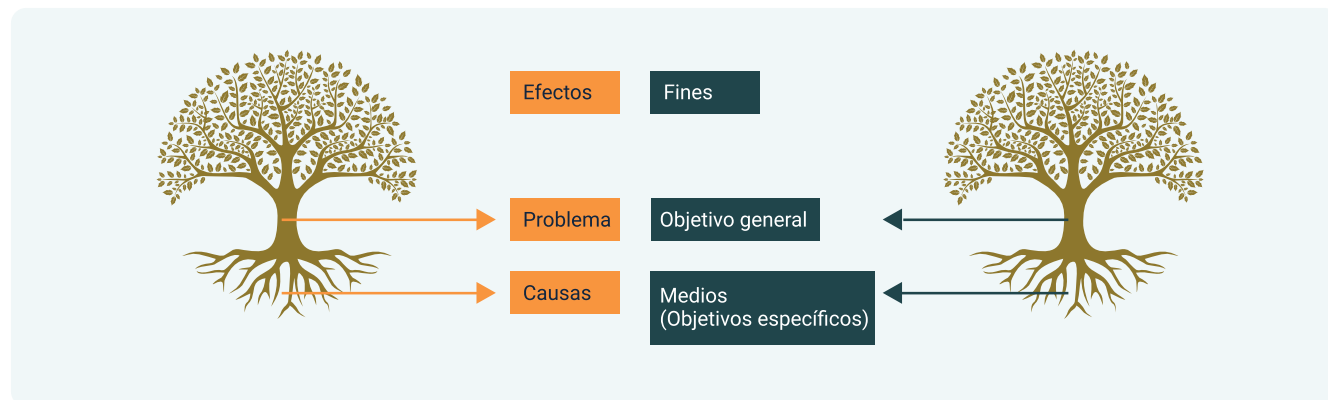 Efectos
Fines
Problema
Objetivo general
Causas
Medios
(Objetivos específicos)